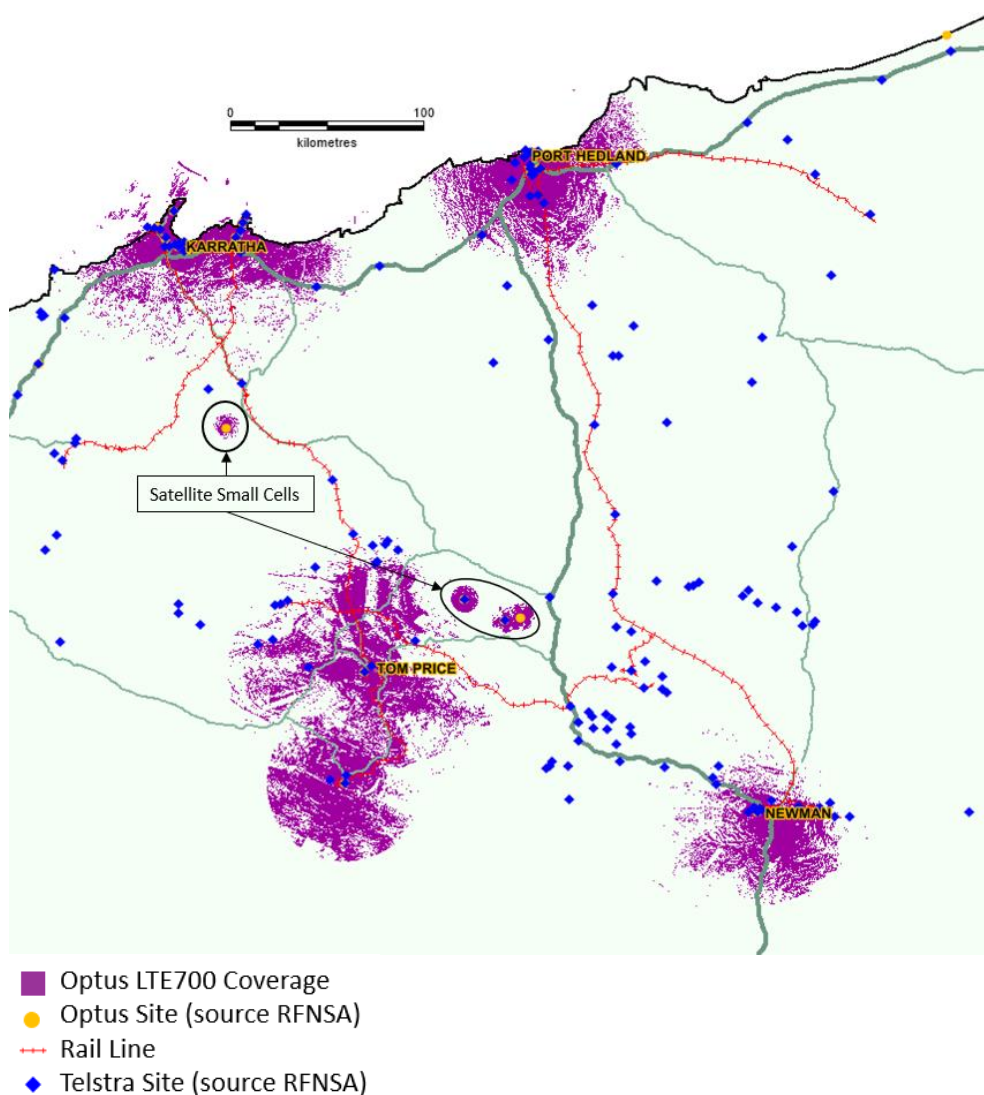 0 100
kilometres
PORT HEDLAND
KARRATHA
Satellite Small Cells
TOM PRICE
NEWMAN
Optus LTE700 Coverage
Optus Site (source RFNSA)
Rail Line
Telstra Site (source RFNSA)